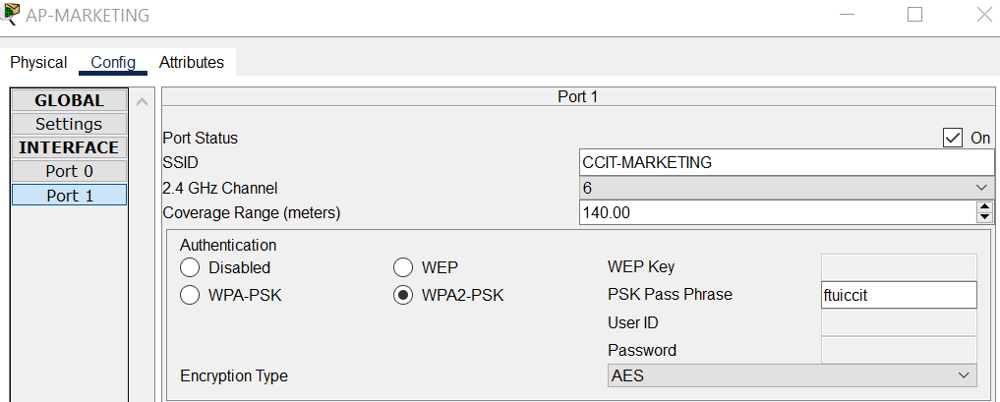 AP-MARKETING
Physical Config Attributes
GLOBAL
Settings
INTERFACE
Port 0
Port 1
Port 1
Port Status On
SSID CCIT-MARKETING
2.4 GHz Channel 6
Coverage Range (meters) 140.00
Authentication
Disabled WEP WEP Key
WPA-PSK WPA2-PSK PSK Pass Phrase ftuiccit
User ID
Password
Encryption Type AES